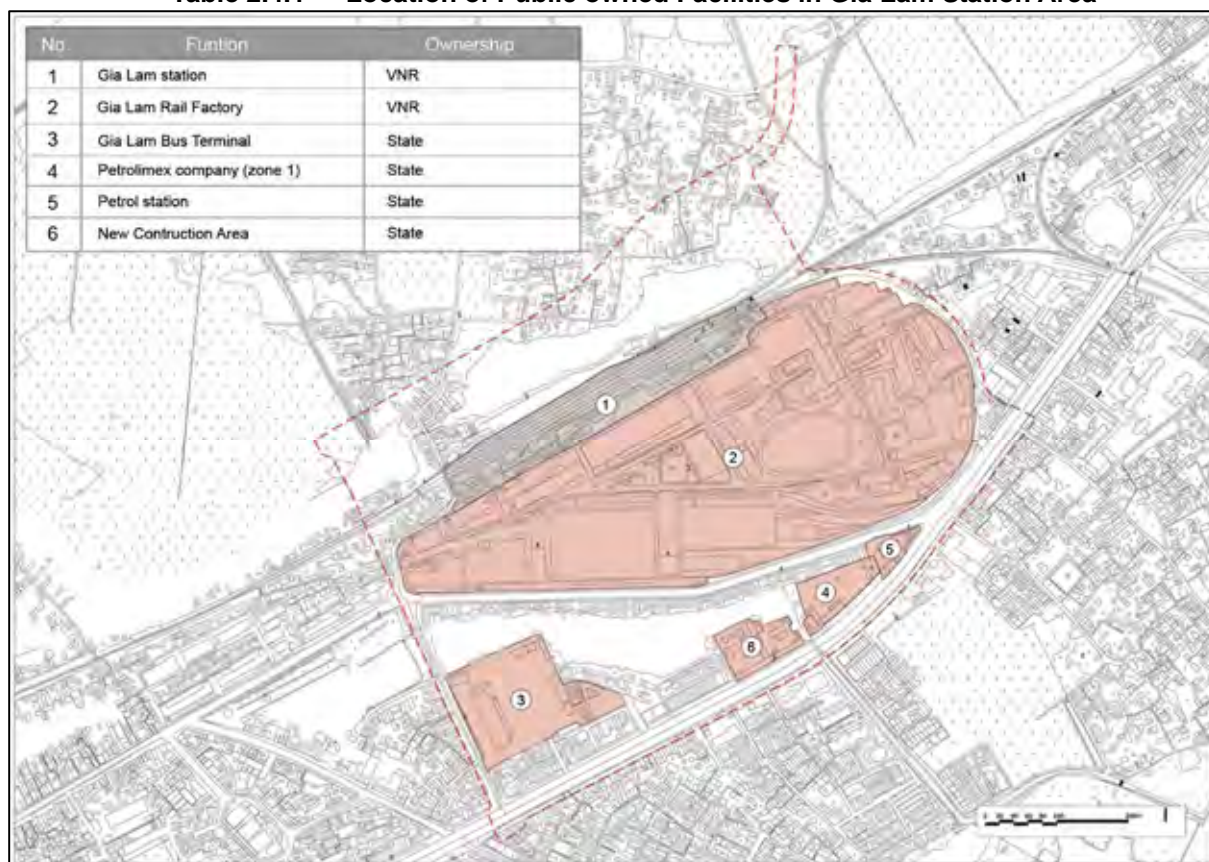 Table 2.4.1 Location of Public owned Facilities in Gia Lam Station Area
No Funtion Ownership
1 Gia Lam station VNR
2 Gia Lam Rail Factory VNR
3 Gia Lam Bus Terminal State
4 Petrolimex company (zone 1) State
5 Petrol station State
6 New Contruction Area State
1
2
5
4
6
3